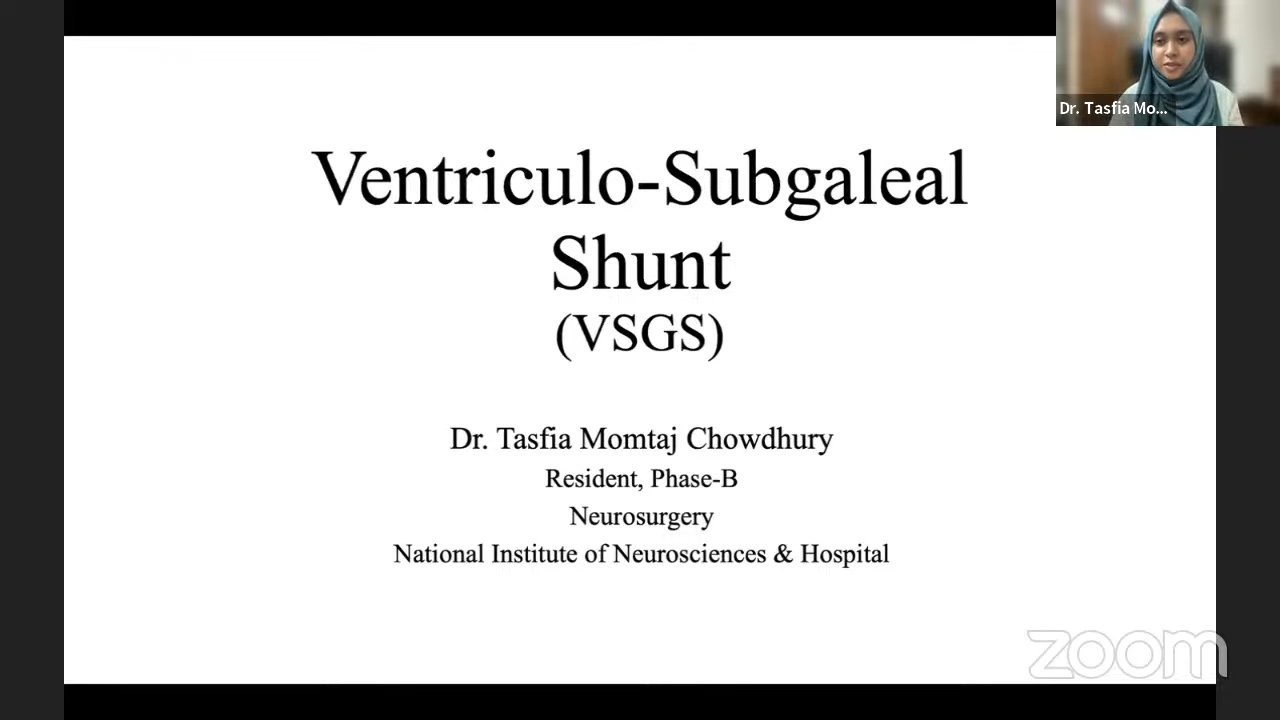 Dr. Tasfia Mo...
Ventriculo-Subgaleal
Shunt
(VSGS)
Dr. Tasfia Momtaj Chowdhury
Resident, Phase-B
Neurosurgery
National Institute of Neurosciences & Hospital
zoom